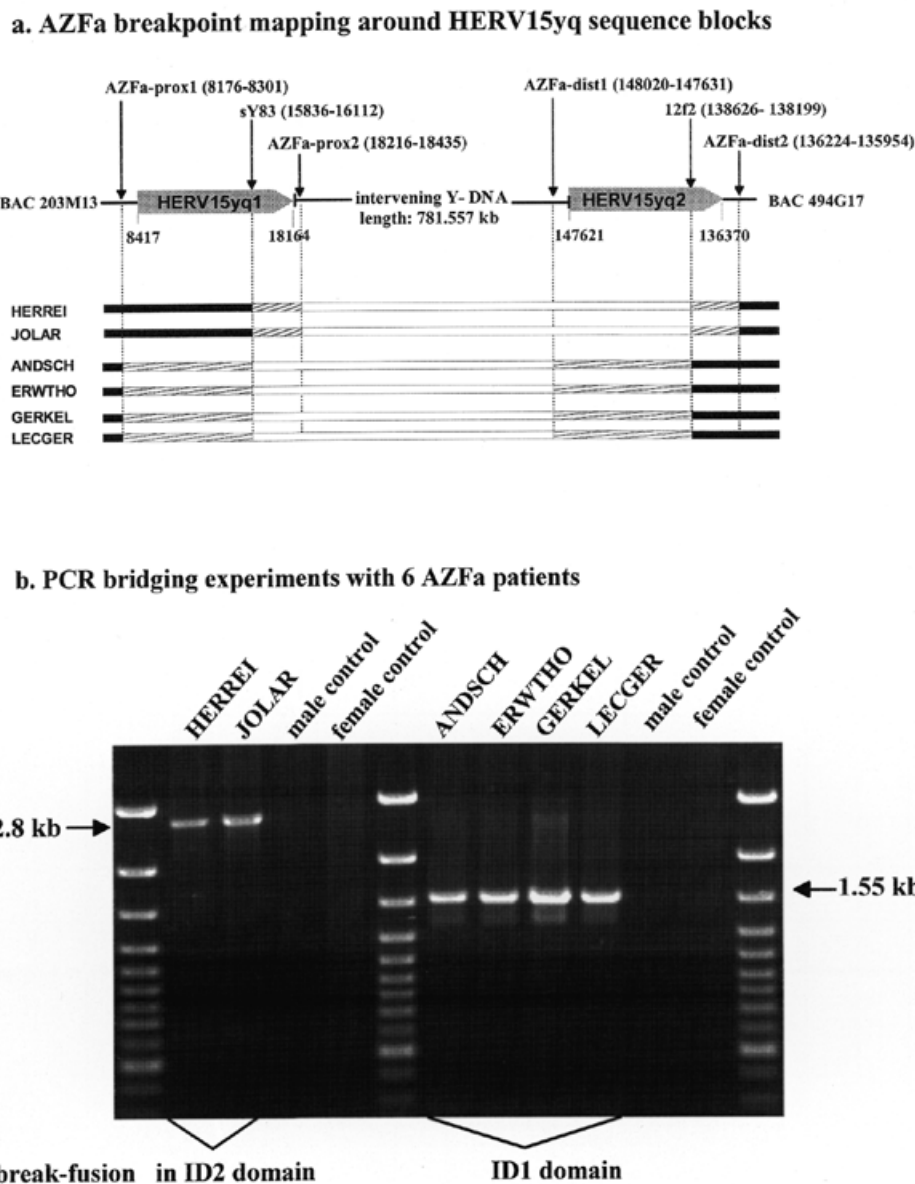 a. AZFa breakpoint mapping around HERV15yq sequence blocks
AZFa-prox1 (8176-8301)
AZFa-dist1 (148020-147631)
sY83 (15836-16112)
12f2 (138626- 138199)
AZFa-prox2 (18216-18435)
AZFa-dist2 (136224-135954)
BAC 203M13
HERV15yq1
intervening Y- DNA
length: 781.557 kb
HERV15yq2
BAC 494G17
8417
18164
147621
136370
HERREI
JOLAR
ANDSCH
ERWTHO
GERKEL
LECGER
b. PCR bridging experiments with 6 AZFa patients
HERREI
JOLAR
male control
female control
ANDSCH
ERWTHO
GERKEL
LECGER
male control
female control
2.8 kb
1.55 kb
break-fusion in ID2 domain
ID1 domain